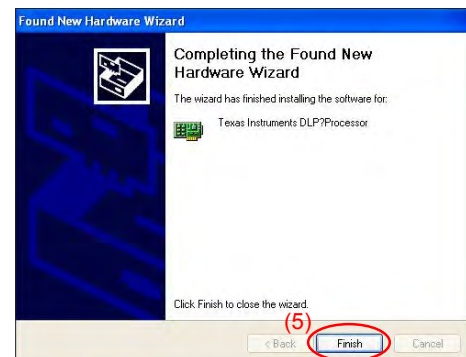 Found New Hardware Wizard
Completing the Found New
Hardware Wizard
The wizard has finished installing the software for:
Texas Instruments DLP?Processor
Click Finish to close the wizard.
(5)
< Back Finish Cancel